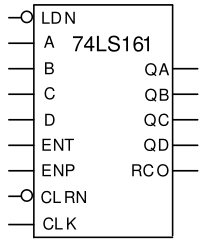 LDN
A 74LS161
B QA
C QB
D QC
ENT QD
ENP RCO
CLRN
CLK